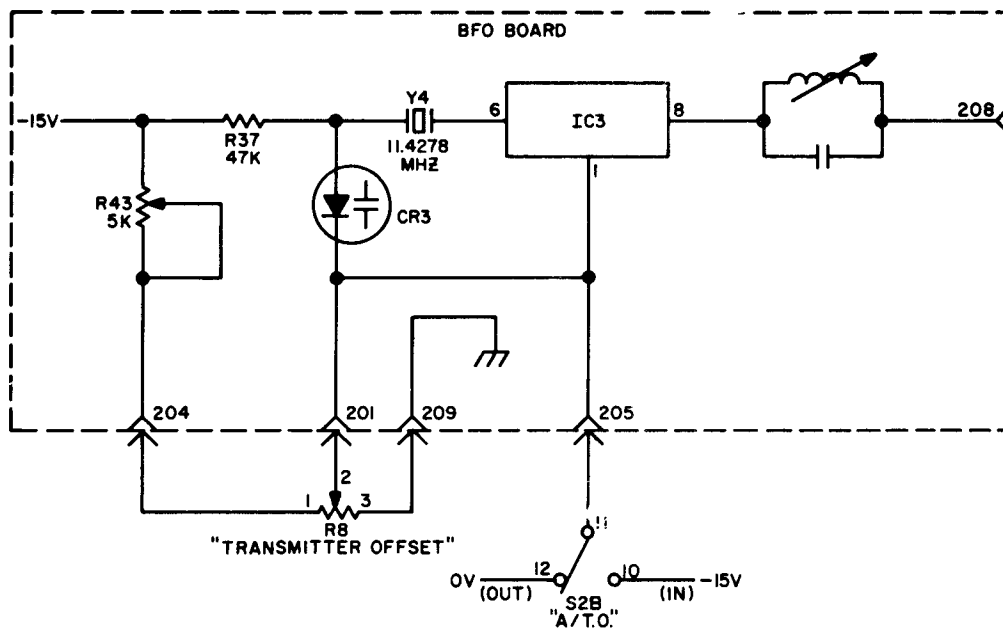 BFO BOARD
-15V
R37
47K
Y4
11.4278
MHZ
6
IC3
8
1
208
R43
5K
CR3
204
201
209
205
1
2
3
R8
"TRANSMITTER OFFSET"
11
0V
(OUT)
12
10
(IN)
-15V
S2B
"A/T.O."